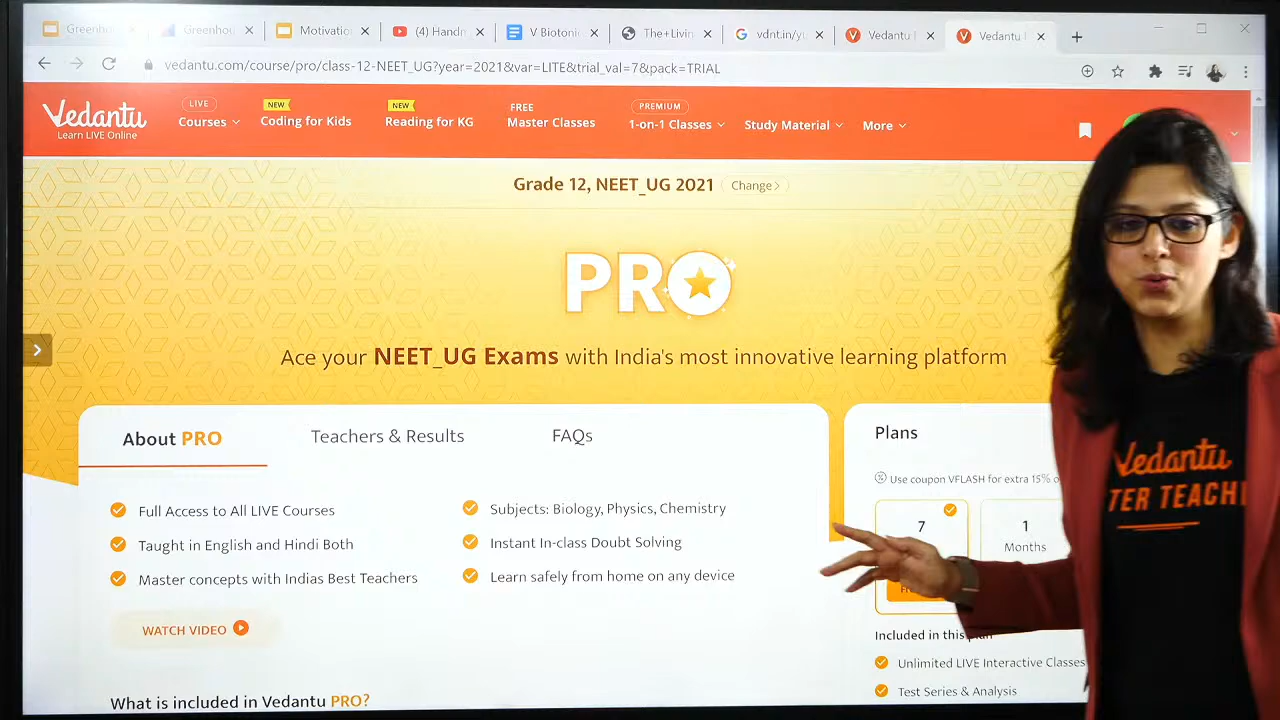 Greenhou
Greenhou
Motivatio
(4) Handm
V Biotoni
The+Livin
vdnt.in/yu
Vedantu
Vedantu
vedantu.com/course/pro/class-12-NEET_UG?year=2021&var=LITE&trial_val=7&pack=TRIAL
Vedantu
Learn LIVE Online
LIVE
Courses
NEW
Coding for Kids
NEW
Reading for KG
FREE
Master Classes
PREMIUM
1-on-1 Classes
Study Material
More
Grade 12, NEET_UG 2021
Change
PRO
Ace your NEET_UG Exams with India's most innovative learning platform
About PRO
Teachers & Results
FAQs
Full Access to All LIVE Courses
Taught in English and Hindi Both
Master concepts with Indias Best Teachers
Subjects: Biology, Physics, Chemistry
Instant In-class Doubt Solving
Learn safely from home on any device
WATCH VIDEO
What is included in Vedantu PRO?
Plans
Use coupon VFLASH for extra 15%
7
1
Months
Included in this plan
Unlimited LIVE Interactive Classes
Test Series & Analysis
Vedantu
TER TEACH